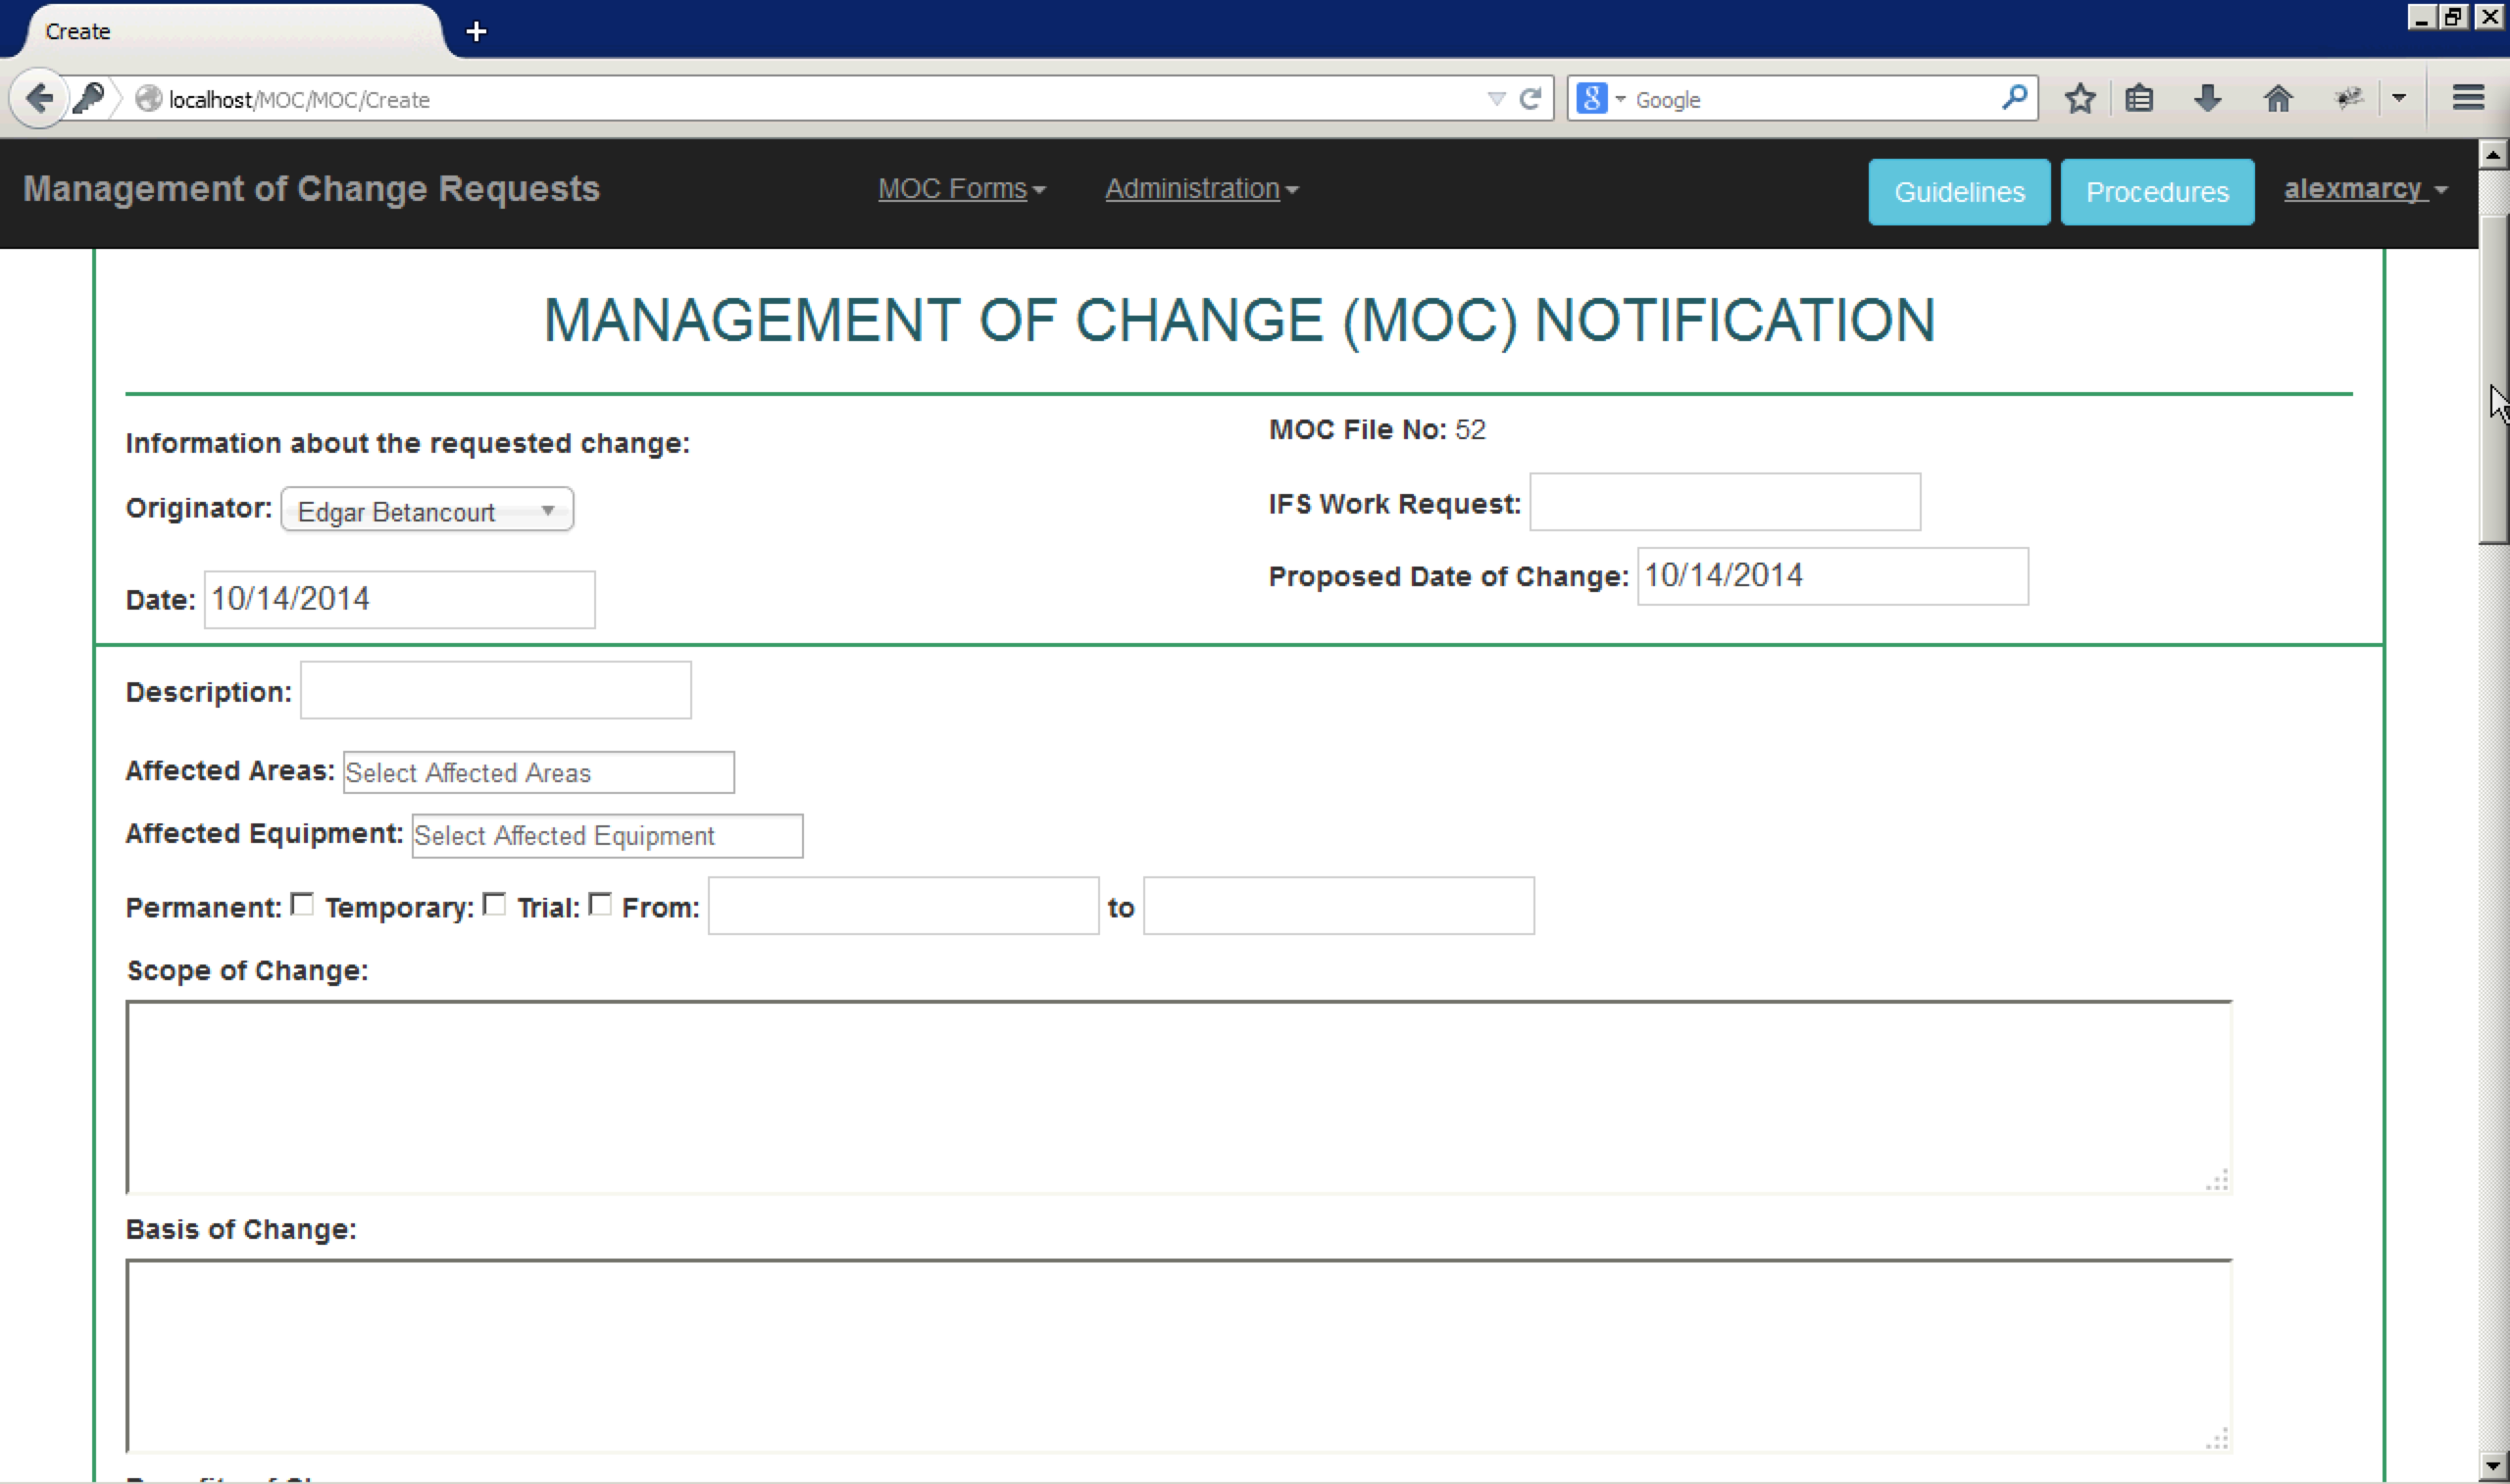 Create
localhost/MOC/MOC/Create
Google
Management of Change Requests
MOC Forms
Administration
Guidelines
Procedures
alexmarcy
MANAGEMENT OF CHANGE (MOC) NOTIFICATION
Information about the requested change:
MOC File No: 52
Originator: Edgar Betancourt
IFS Work Request:
Date: 10/14/2014
Proposed Date of Change: 10/14/2014
Description:
Affected Areas: Select Affected Areas
Affected Equipment: Select Affected Equipment
Permanent: Temporary: Trial: From: to
Scope of Change:
Basis of Change: